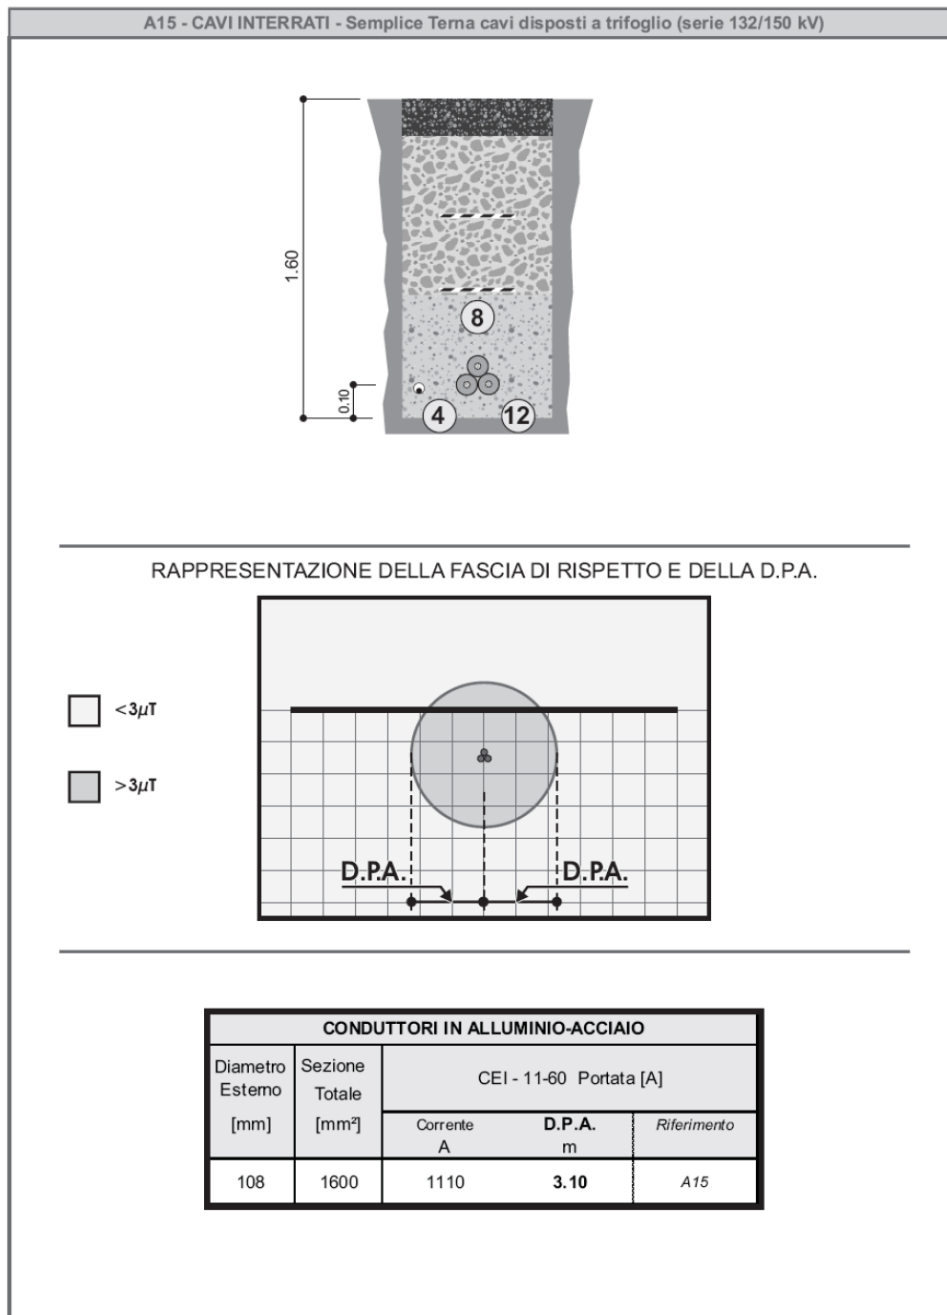 A15 - CAVI INTERRATI - Semplice Terna cavi disposti a trifoglio (serie 132/150 kV)
1.60
8
0.10
4
12
RAPPRESENTAZIONE DELLA FASCIA DI RISPETTO E DELLA D.P.A.
<3µT
>3µT
D.P.A.
D.P.A.
CONDUTTORI IN ALLUMINIO-ACCIAIO
Diametro Esterno [mm]
Sezione Totale [mm²]
CEI - 11-60 Portata [A]
Corrente A
D.P.A. m
Riferimento
108 1600 1110 3.10 A15